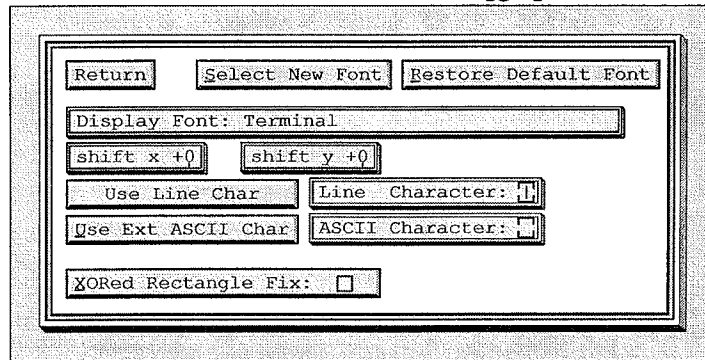 Return Select New Font Restore Default Font
Display Font: Terminal
shift x +0 shift y +0
Use Line Char Line Character:
Use Ext ASCII Char ASCII Character:
XORed Rectangle Fix: